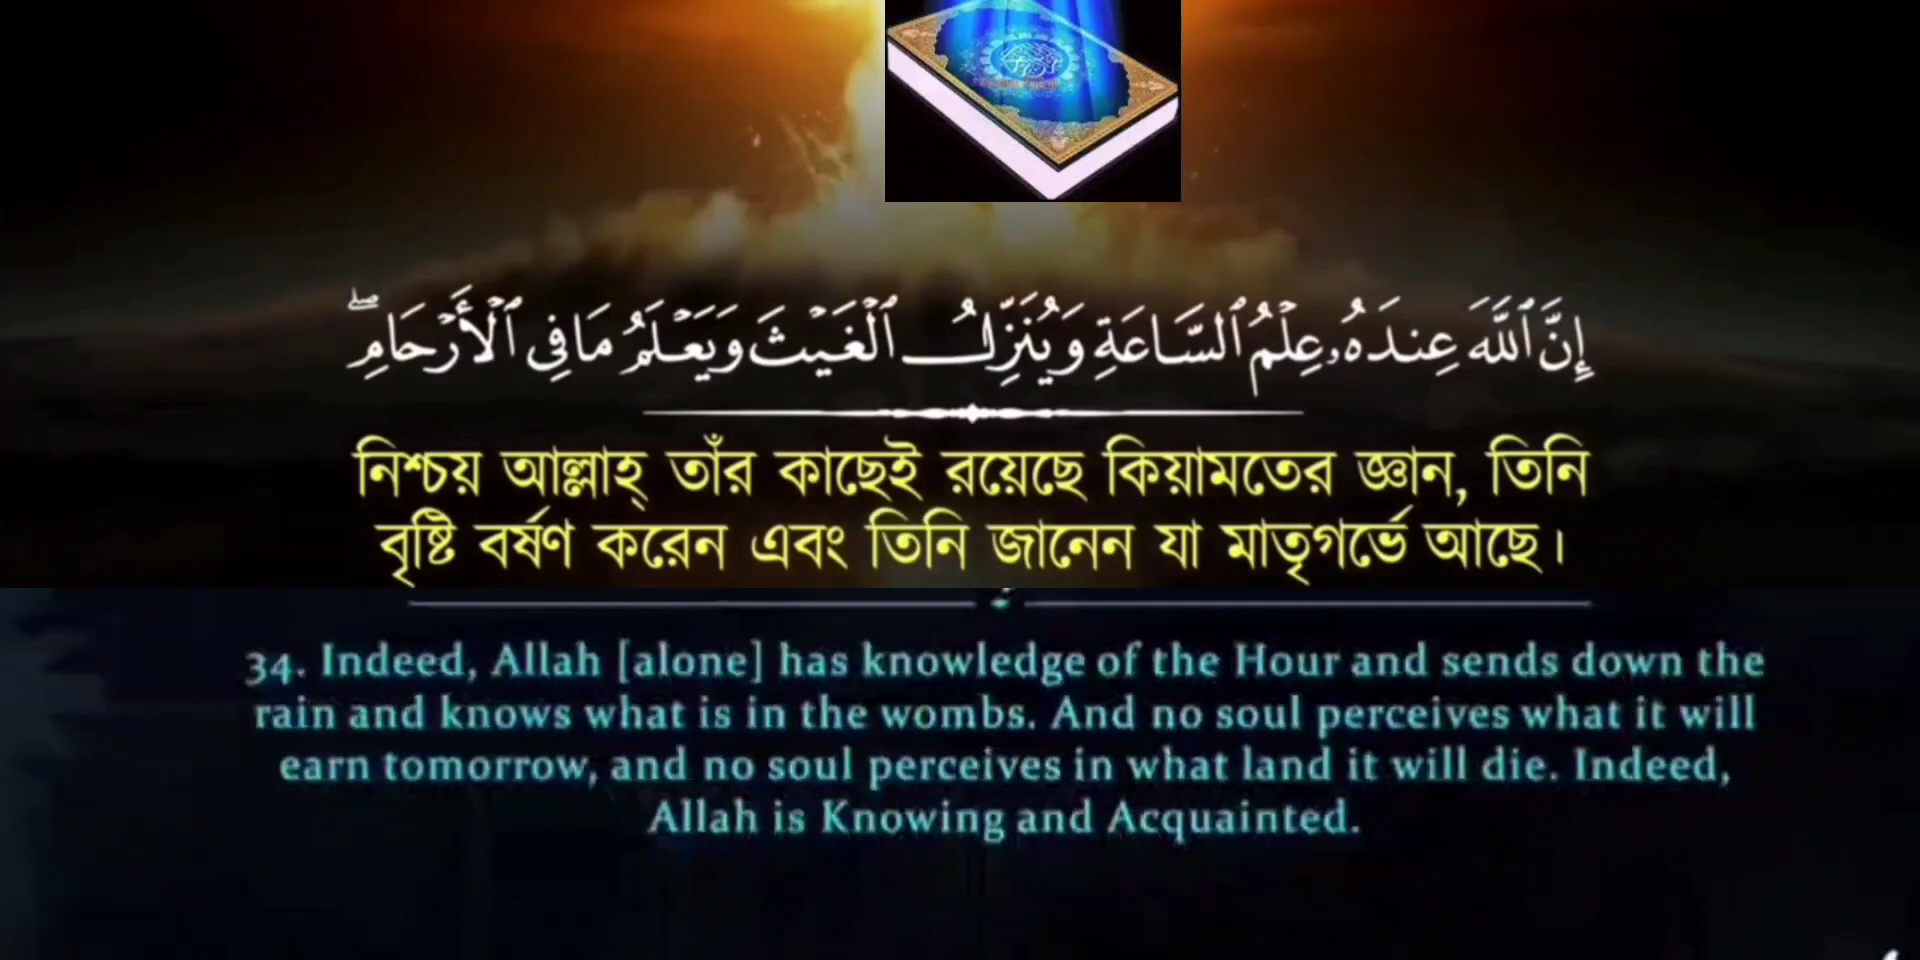 إِنَّ ٱللَّهَ عِندَهُۥ عِلْمُ ٱلسَّاعَةِ وَيُنَزِّلُ ٱلْغَيْثَ وَيَعْلَمُ مَا فِى ٱلْأَرْحَامِ ۖ
নিশ্চয় আল্লাহ্ তাঁর কাছেই রয়েছে কিয়ামতের জ্ঞান, তিনি
বৃষ্টি বর্ষণ করেন এবং তিনি জানেন যা মাতৃগর্ভে আছে।
34. Indeed, Allah [alone] has knowledge of the Hour and sends down the
rain and knows what is in the wombs. And no soul perceives what it will
earn tomorrow, and no soul perceives in what land it will die. Indeed,
Allah is Knowing and Acquainted.